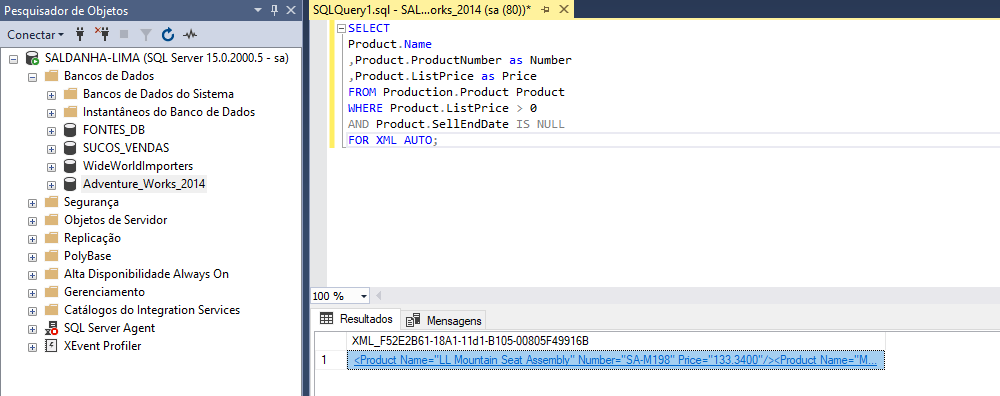 Pesquisador de Objetos
Conectar
SALDANHA-LIMA (SQL Server 15.0.2000.5 - sa)
Bancos de Dados
Bancos de Dados do Sistema
Instantâneos do Banco de Dados
FONTES_DB
SUCOS_VENDAS
WideWorldImporters
Adventure_Works_2014
Segurança
Objetos de Servidor
Replicação
PolyBase
Alta Disponibilidade Always On
Gerenciamento
Catálogos do Integration Services
SQL Server Agent
XEvent Profiler
SQLQuery1.sql - SAL...orks_2014 (sa (80))*
SELECT
Product.Name
,Product.ProductNumber as Number
,Product.ListPrice as Price
FROM Production.Product Product
WHERE Product.ListPrice > 0
AND Product.SellEndDate IS NULL
FOR XML AUTO;
100 %
Resultados Mensagens
XML_F52E2B61-18A1-11d1-B105-00805F49916B
1 <Product Name="LL Mountain Seat Assembly" Number="SA-M198" Price="133.3400"/><Product Name="M...